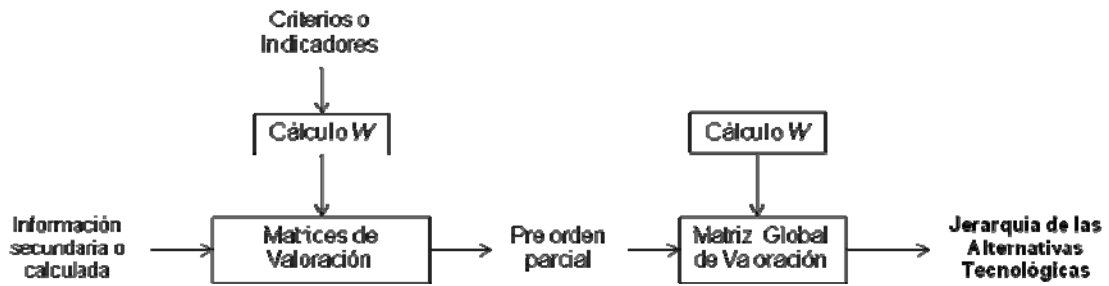 Criterios o
Indicadores
Cálculo W
Cálculo W
Información
secundaria o
calculada
Matrices de
Valoración
Pre orden
parcial
Matriz Global
de Valoración
Jerarquia de las
Alternativas
Tecnológicas